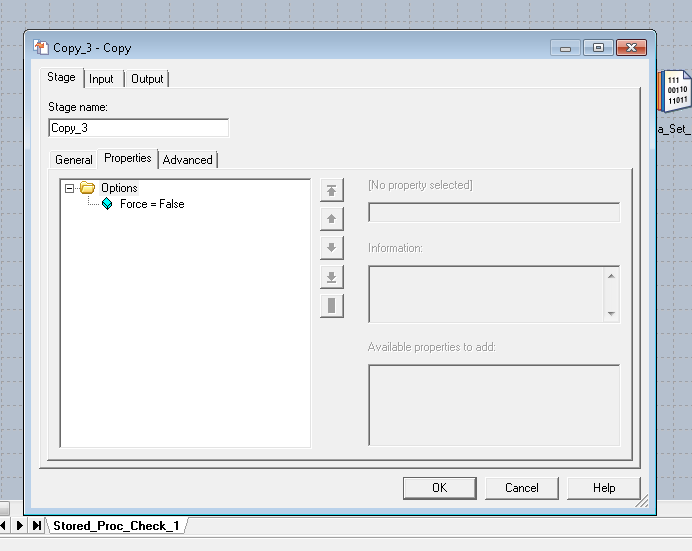 Copy_3 - Copy
Stage Input Output
111
00110
11011
a_Set_
Stage name:
Copy_3
General Properties Advanced
Options
Force = False
[No property selected]
Information:
Available properties to add:
OK Cancel Help
Stored_Proc_Check_1